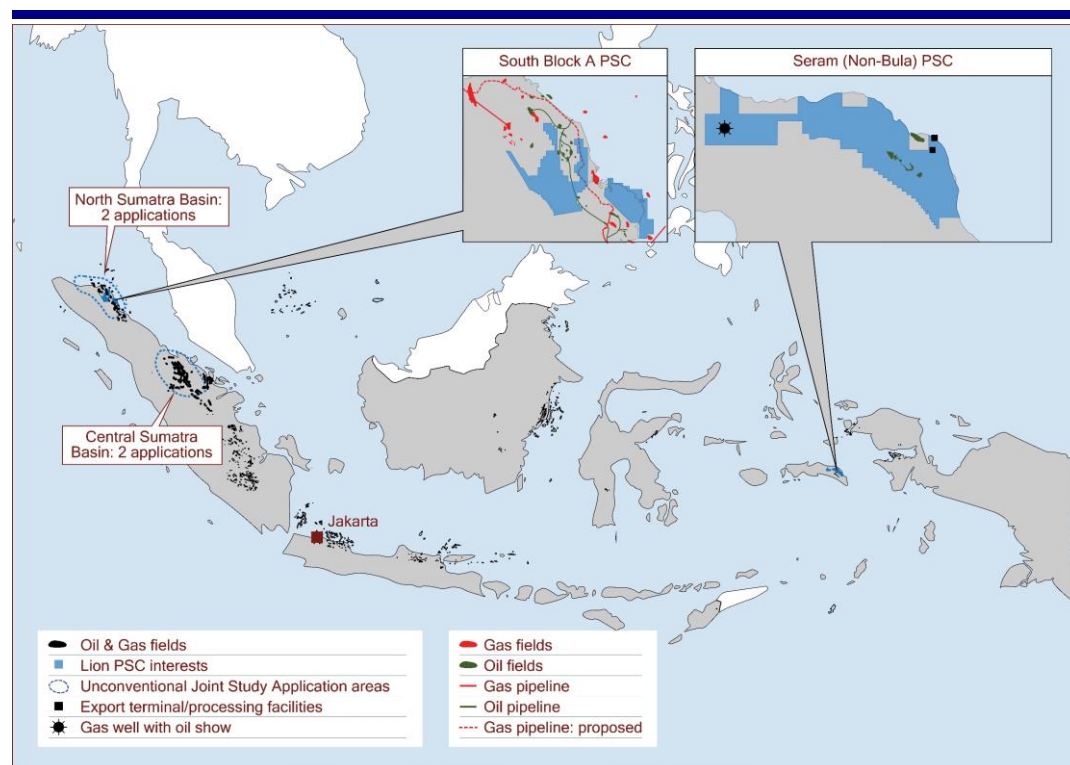 South Block A PSC
Seram (Non-Bula) PSC
North Sumatra Basin:
2 applications
Central Sumatra
Basin: 2 applications
Jakarta
Oil & Gas fields
Lion PSC interests
Unconventional Joint Study Application areas
Export terminal/processing facilities
Gas well with oil show
Gas fields
Oil fields
Gas pipeline
Oil pipeline
Gas pipeline: proposed